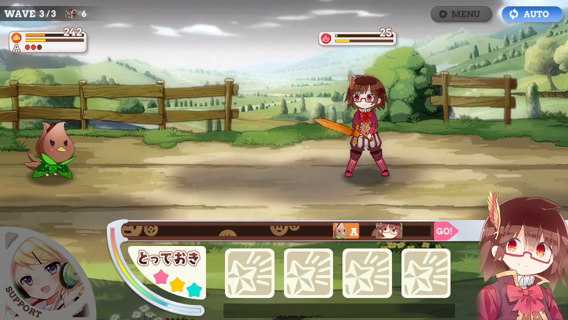 WAVE 3/3 6
MENU
AUTO
242
A
25
A
GO!
とっておき
SUPPORT